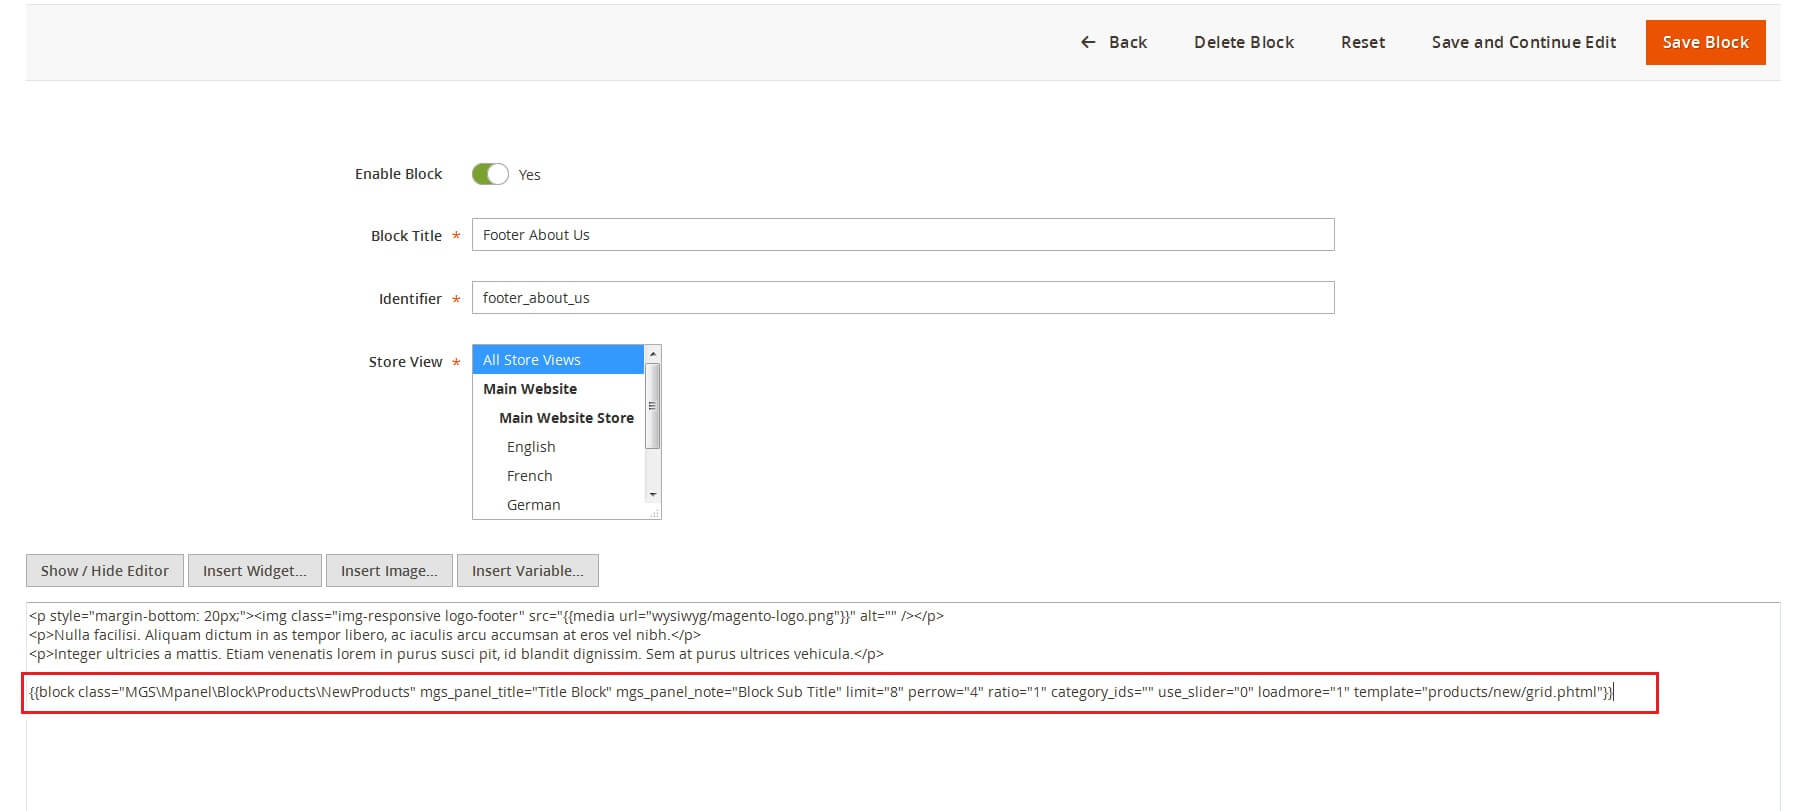 ← Back Delete Block Reset Save and Continue Edit Save Block
Enable Block Yes
Block Title * Footer About Us
Identifier * footer_about_us
Store View * All Store Views
Main Website
Main Website Store
English
French
German
Show / Hide Editor Insert Widget... Insert Image... Insert Variable...
<p style="margin-bottom: 20px;"><img class="img-responsive logo-footer" src="{{media url="wysiwyg/magento-logo.png"}}" alt="" /></p>
<p>Nulla facilisi. Aliquam dictum in as tempor libero, ac iaculis arcu accumsan at eros vel nibh.</p>
<p>Integer ultricies a mattis. Etiam venenatis lorem in purus susci pit, id blandit dignissim. Sem at purus ultrices vehicula.</p>
{{block class="MGS\Mpanel\Block\Products\NewProducts" mgs_panel_title="Title Block" mgs_panel_note="Block Sub Title" limit="8" perrow="4" ratio="1" category_ids="" use_slider="0" loadmore="1" template="products/new/grid.phtml"}}